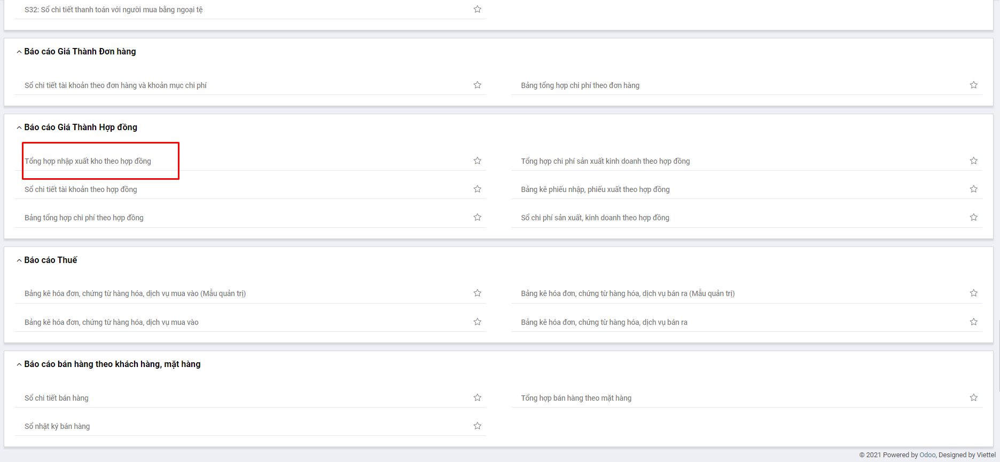 S32: Sổ chi tiết thanh toán với người mua bằng ngoại tệ
Báo cáo Giá Thành Đơn hàng
Sổ chi tiết tài khoản theo đơn hàng và khoản mục chi phí
Bảng tổng hợp chi phí theo đơn hàng
Báo cáo Giá Thành Hợp đồng
Tổng hợp nhập xuất kho theo hợp đồng
Tổng hợp chi phí sản xuất kinh doanh theo hợp đồng
Sổ chi tiết tài khoản theo hợp đồng
Bảng kê phiếu nhập, phiếu xuất theo hợp đồng
Bảng tổng hợp chi phí theo hợp đồng
Sổ chi phí sản xuất, kinh doanh theo hợp đồng
Báo cáo Thuế
Bảng kê hóa đơn, chứng từ hàng hóa, dịch vụ mua vào (Mẫu quản trị)
Bảng kê hóa đơn, chứng từ hàng hóa, dịch vụ bán ra (Mẫu quản trị)
Bảng kê hóa đơn, chứng từ hàng hóa, dịch vụ mua vào
Bảng kê hóa đơn, chứng từ hàng hóa, dịch vụ bán ra
Báo cáo bán hàng theo khách hàng, mặt hàng
Sổ chi tiết bán hàng
Tổng hợp bán hàng theo mặt hàng
Sổ nhật ký bán hàng
© 2021 Powered by Odoo, Designed by Viettel